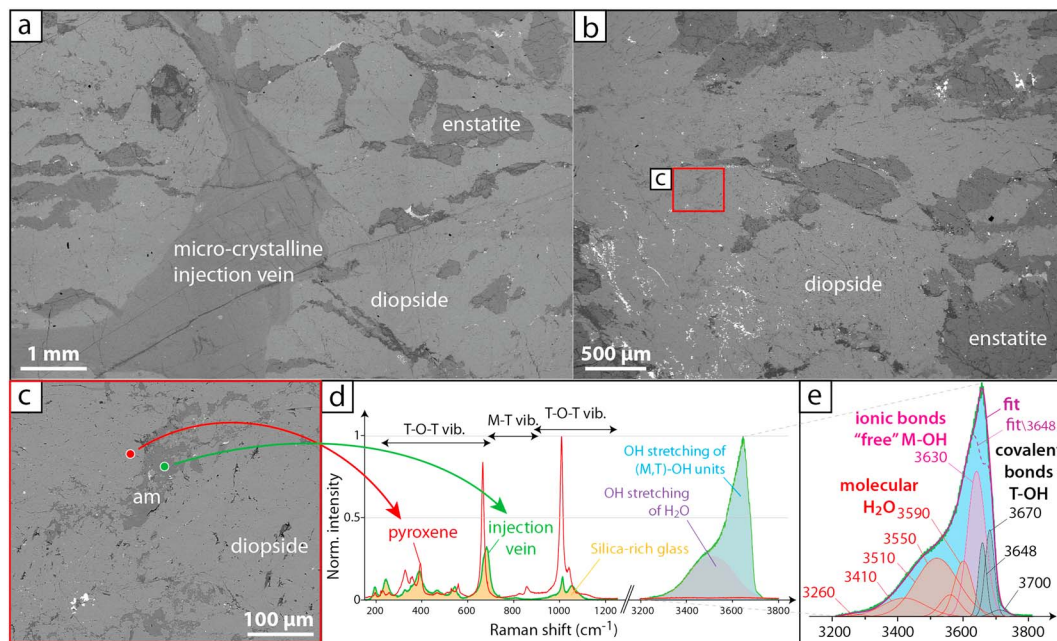 a
enstatite
micro-crystalline
injection vein
diopside
1 mm
b
c
diopside
enstatite
500 µm
c
am
diopside
100 µm
d
T-O-T vib.
M-T vib.
T-O-T vib.
1
0.5
0
Norm. intensity
pyroxene
injection
vein
OH stretching of
(M,T)-OH units
OH stretching
of H2O
Silica-rich glass
200
400
600
800
1000
1200
3200
3400
3600
3800
Raman shift (cm-1)
e
ionic bonds
"free" M-OH
3630
fit
fit\3648
covalent
bonds
T-OH
molecular
H2O
3590
3550
3510
3410
3260
3670
3648
3700
3200
3400
3600
3800